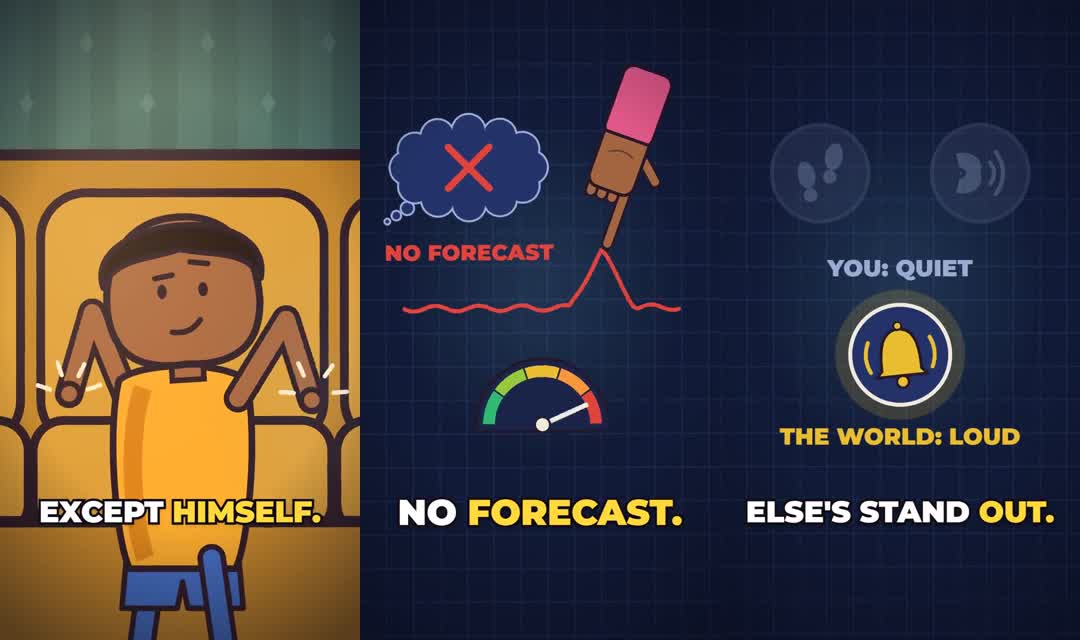 EXCEPT HIMSELF.
NO FORECAST
NO FORECAST.
YOU: QUIET
THE WORLD: LOUD
ELSE'S STAND OUT.